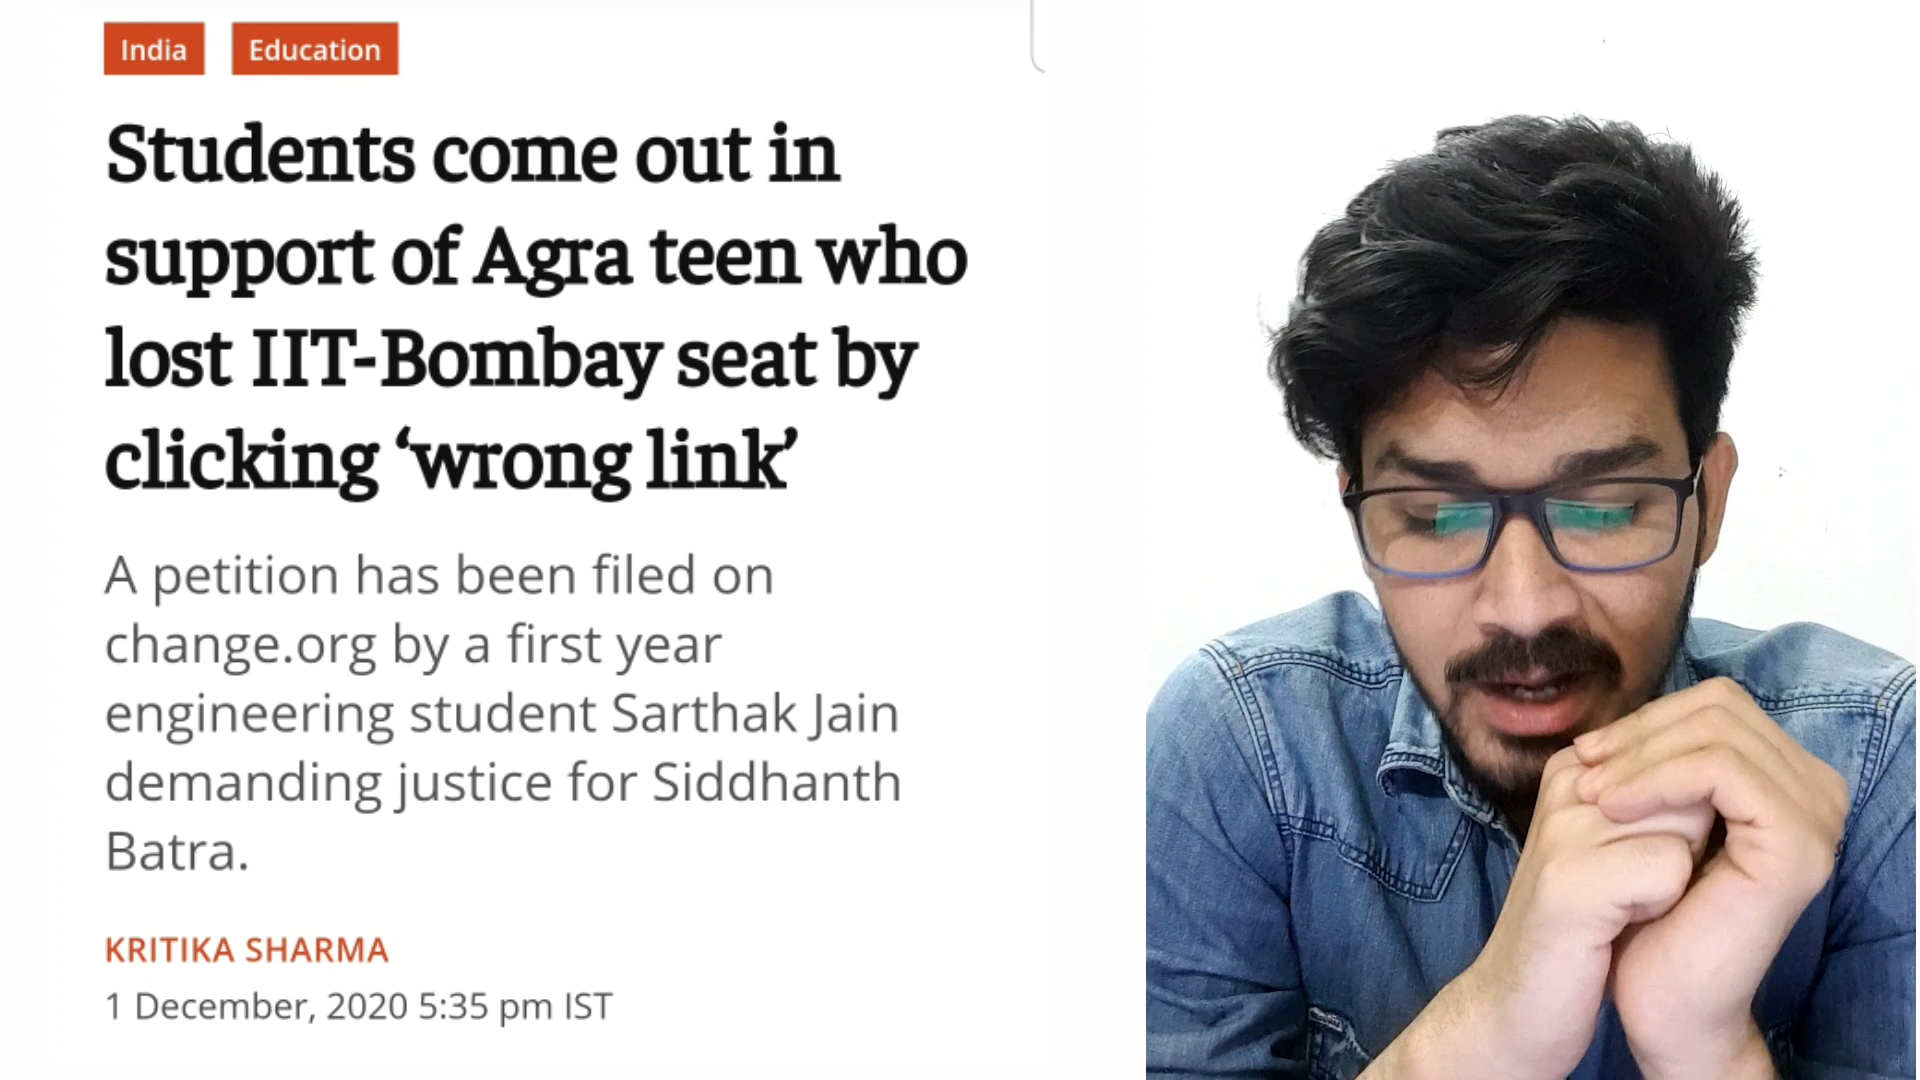 India Education
Students come out in
support of Agra teen who
lost IIT-Bombay seat by
clicking ‘wrong link’
A petition has been filed on
change.org by a first year
engineering student Sarthak Jain
demanding justice for Siddhanth
Batra.
KRITIKA SHARMA
1 December, 2020 5:35 pm IST